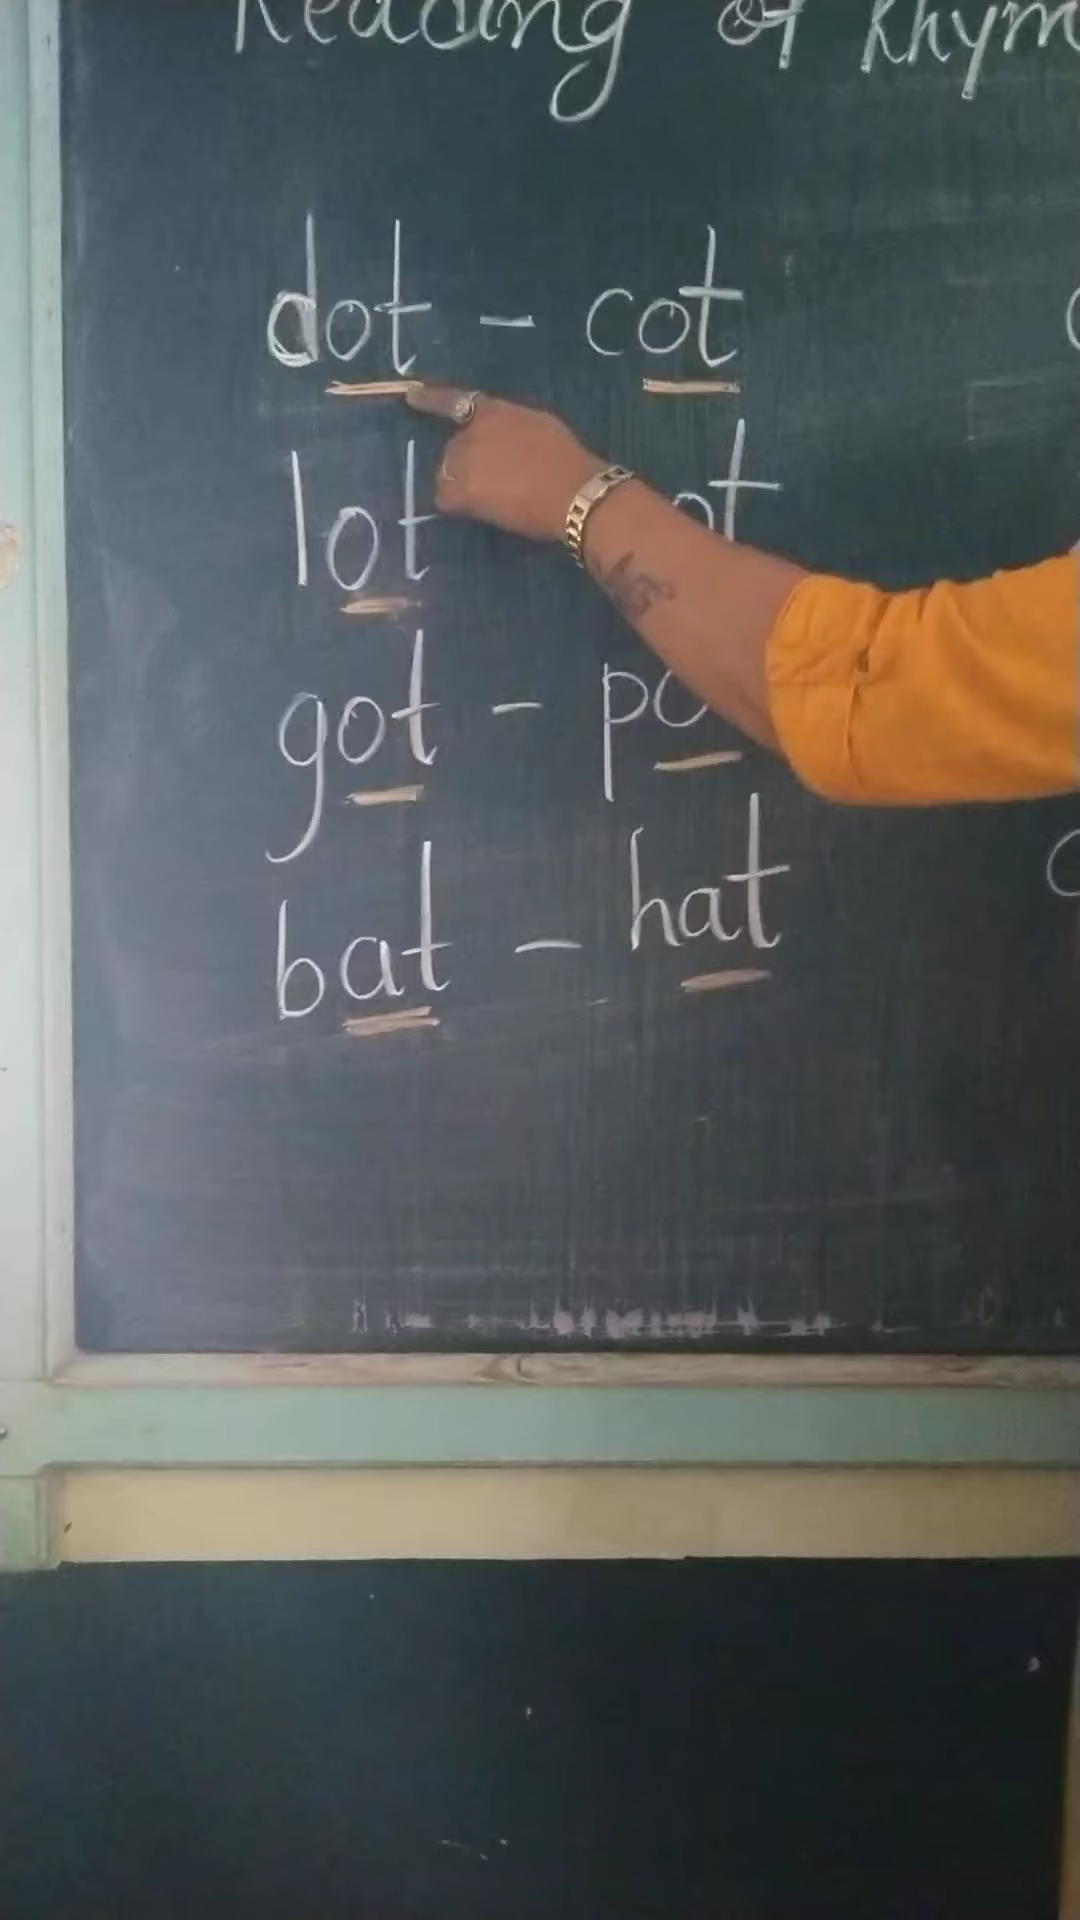 Reading of Rhym
dot - cot
lot ot
got - po
bat - hat